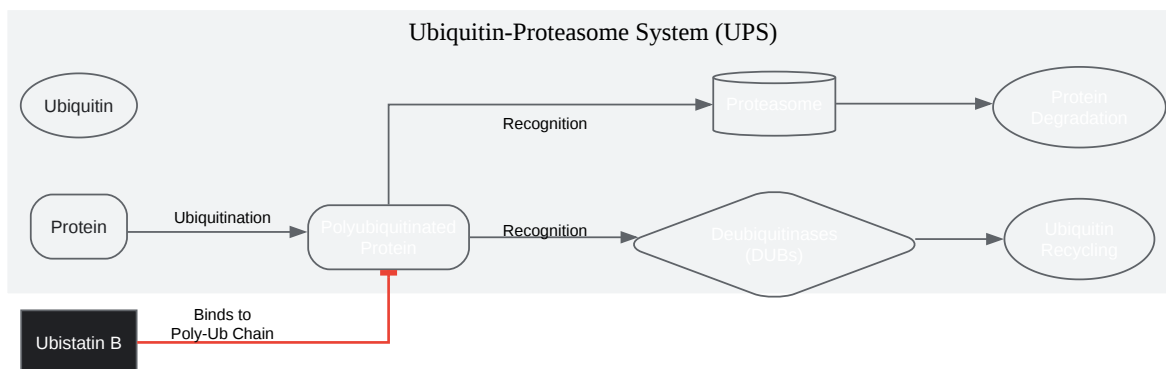 Ubiquitin-Proteasome System (UPS)
Ubiquitin
Recognition
Proteasome
Protein
Degradation
Protein
Ubiquitination
Polyubiquitinated
Protein
Recognition
Deubiquitinases
(DUBs)
Ubiquitin
Recycling
Ubistatin B
Binds to
Poly-Ub Chain